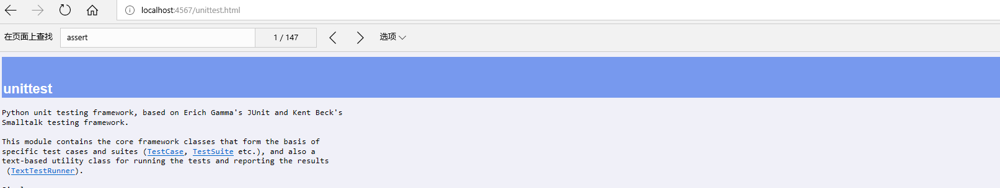 localhost:4567/unittest.html
在页面上查找 assert 1 / 147 选项
unittest
Python unit testing framework, based on Erich Gamma's JUnit and Kent Beck's
Smalltalk testing framework.
This module contains the core framework classes that form the basis of
specific test cases and suites (TestCase, TestSuite etc.), and also a
text-based utility class for running the tests and reporting the results
(TextTestRunner).